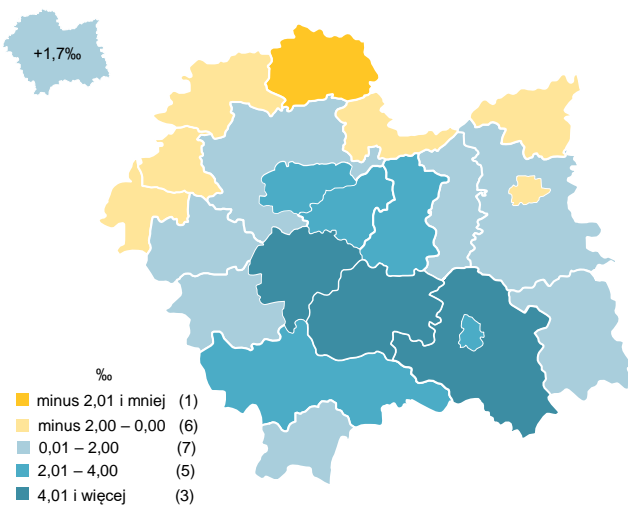 +1,7‰
‰
minus 2,01 i mniej (1)
minus 2,00 – 0,00 (6)
0,01 – 2,00 (7)
2,01 – 4,00 (5)
4,01 i więcej (3)